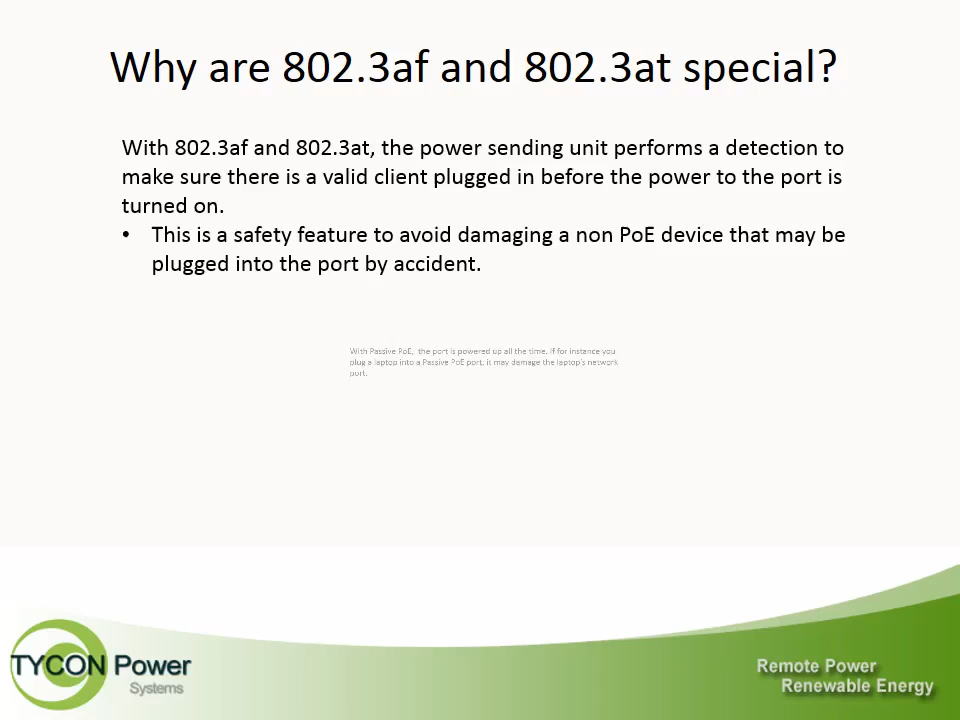 Why are 802.3af and 802.3at special?
With 802.3af and 802.3at, the power sending unit performs a detection to
make sure there is a valid client plugged in before the power to the port is
turned on.
• This is a safety feature to avoid damaging a non PoE device that may be
plugged into the port by accident.
With Passive PoE, the port is powered up all the time. If for instance you
plug a laptop into a Passive PoE port, it may damage the laptop's network
port.
TYCON Power
Systems
Remote Power
Renewable Energy